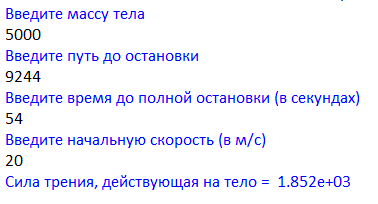 Введите массу тела
5000
Введите путь до остановки
9244
Введите время до полной остановки (в секундах)
54
Введите начальную скорость (в м/с)
20
Сила трения, действующая на тело =  1.852e+03